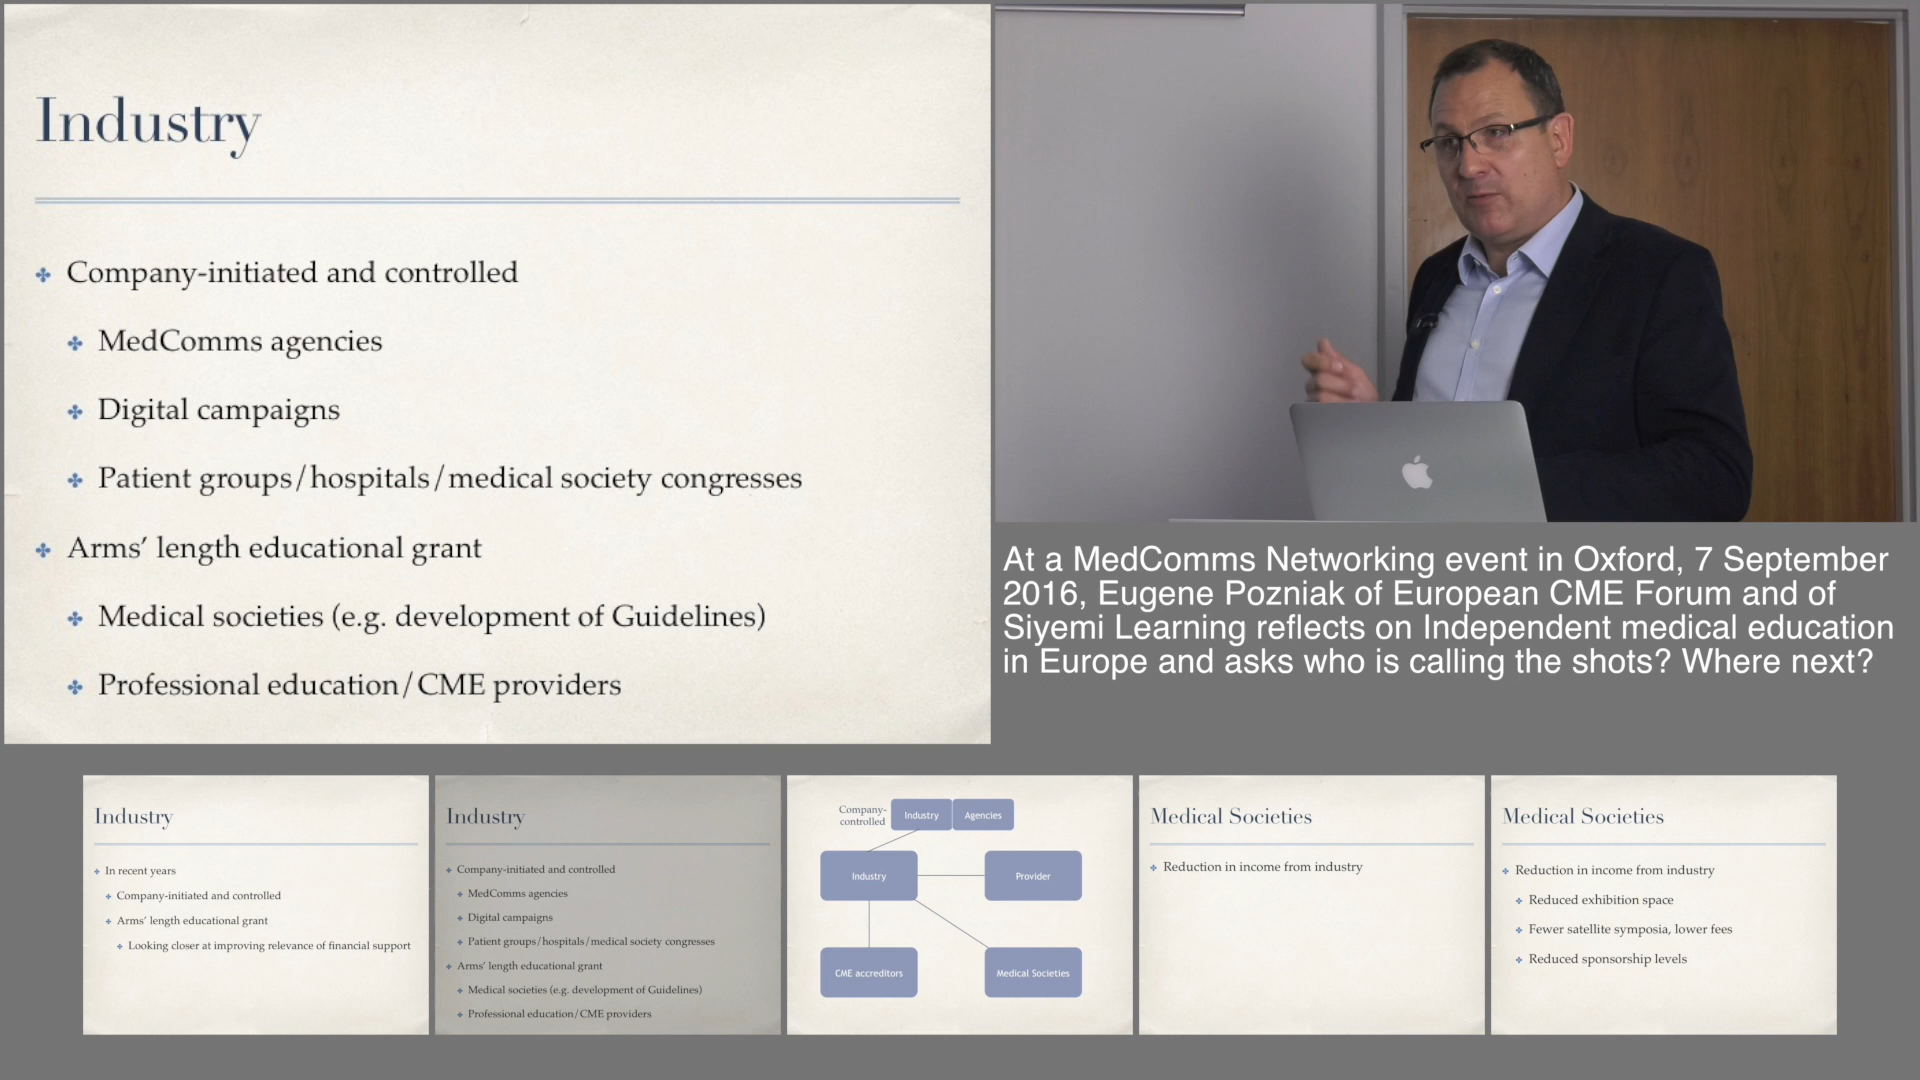 Industry
Company-initiated and controlled
MedComms agencies
Digital campaigns
Patient groups/hospitals/medical society congresses
Arms' length educational grant
Medical societies (e.g. development of Guidelines)
Professional education/CME providers
At a MedComms Networking event in Oxford, 7 September
2016, Eugene Pozniak of European CME Forum and of
Siyemi Learning reflects on Independent medical education
in Europe and asks who is calling the shots? Where next?
Industry
In recent years
Company-initiated and controlled
Arms' length educational grant
Looking closer at improving relevance of financial support
Industry
Company-initiated and controlled
MedComms agencies
Digital campaigns
Patient groups/hospitals/medical society congresses
Arms' length educational grant
Medical societies (e.g. development of Guidelines)
Professional education/CME providers
Company-
controlled
Industry
Agencies
Industry
Provider
CME accreditors
Medical Societies
Medical Societies
Reduction in income from industry
Medical Societies
Reduction in income from industry
Reduced exhibition space
Fewer satellite symposia, lower fees
Reduced sponsorship levels